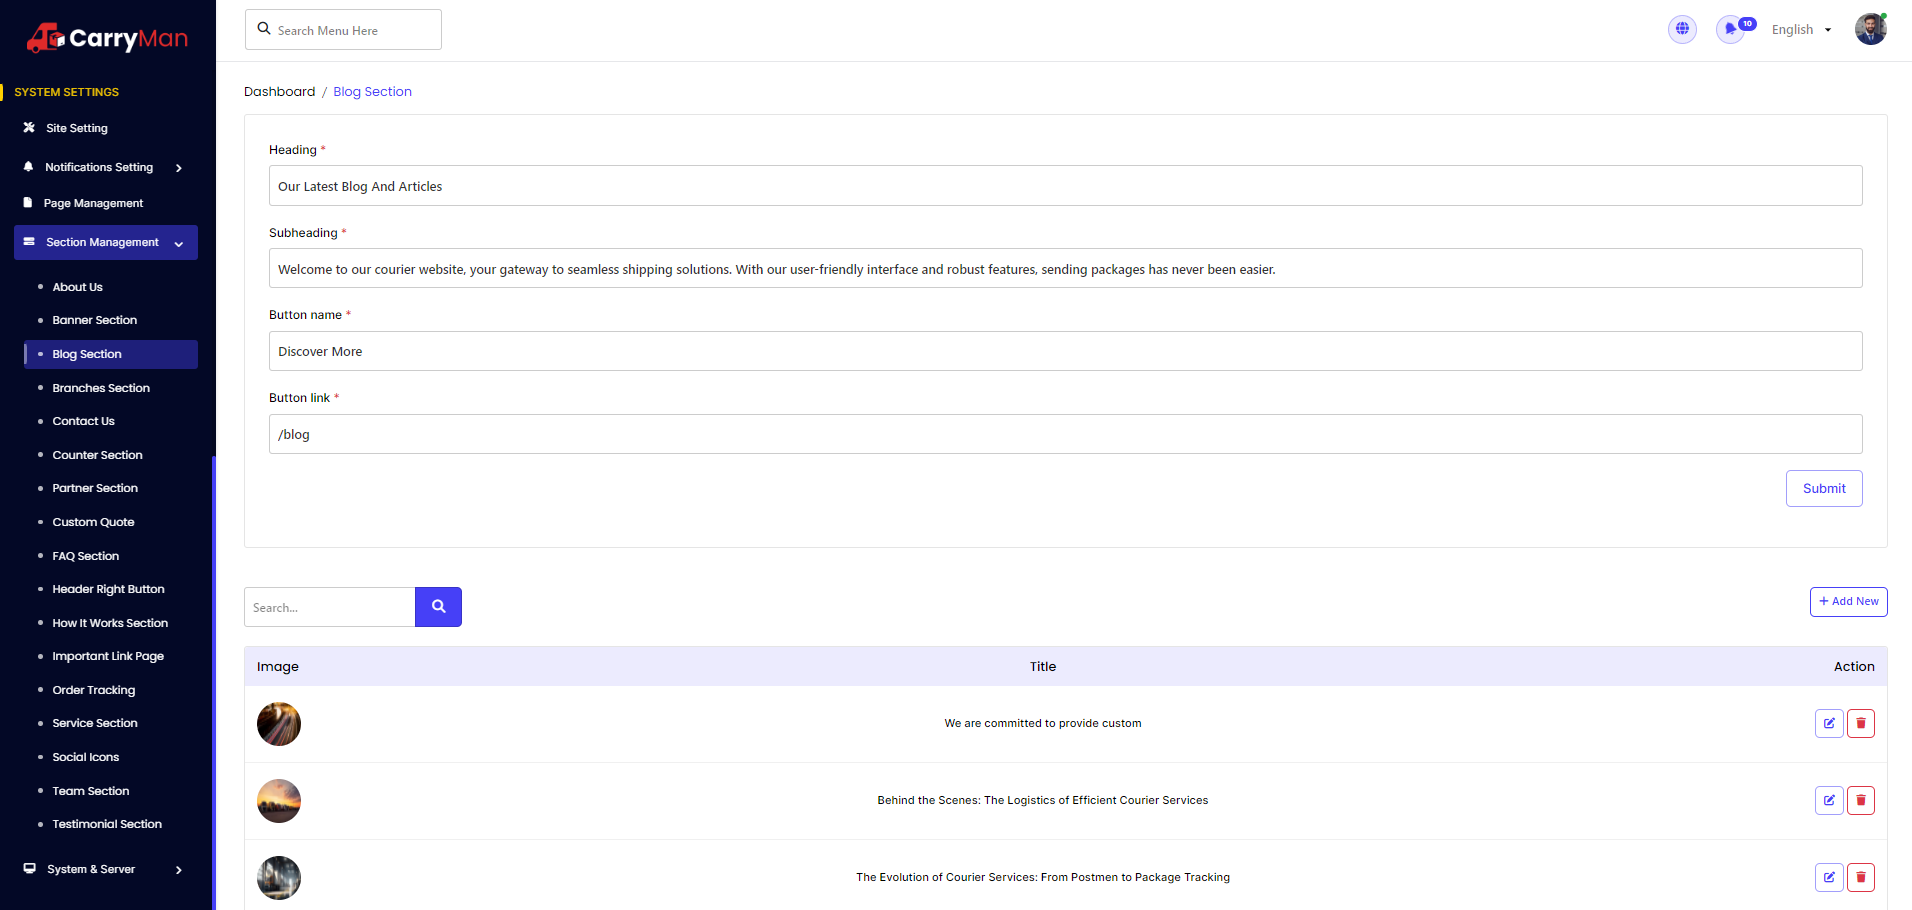 CarryMan
Search Menu Here
10
English
SYSTEM SETTINGS
Site Setting
Notifications Setting
Page Management
Section Management
About Us
Banner Section
Blog Section
Branches Section
Contact Us
Counter Section
Partner Section
Custom Quote
FAQ Section
Header Right Button
How It Works Section
Important Link Page
Order Tracking
Service Section
Social Icons
Team Section
Testimonial Section
System & Server
Dashboard / Blog Section
Heading *
Our Latest Blog And Articles
Subheading *
Welcome to our courier website, your gateway to seamless shipping solutions. With our user-friendly interface and robust features, sending packages has never been easier.
Button name *
Discover More
Button link *
/blog
Submit
Search...
+ Add New
Image Title Action
We are committed to provide custom
Behind the Scenes: The Logistics of Efficient Courier Services
The Evolution of Courier Services: From Postmen to Package Tracking